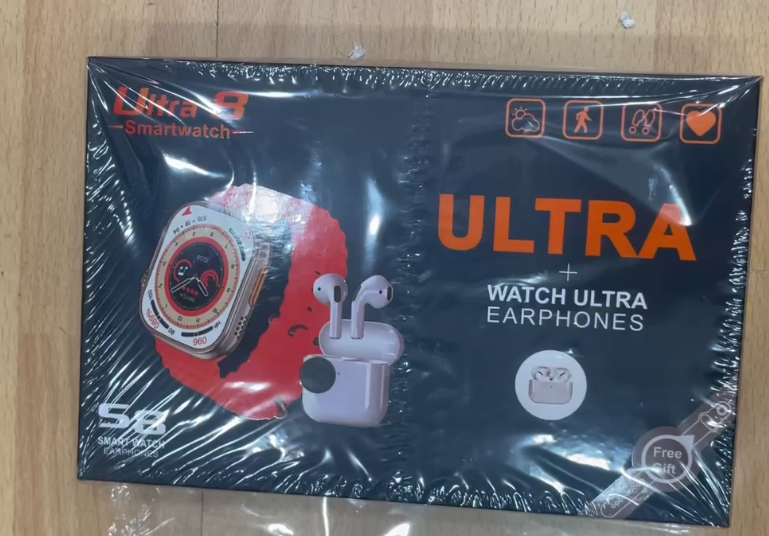 Ultra 8
Smartwatch
ULTRA
+
WATCH ULTRA
EARPHONES
S8
SMART WATCH
EARPHONES
Free
Gift